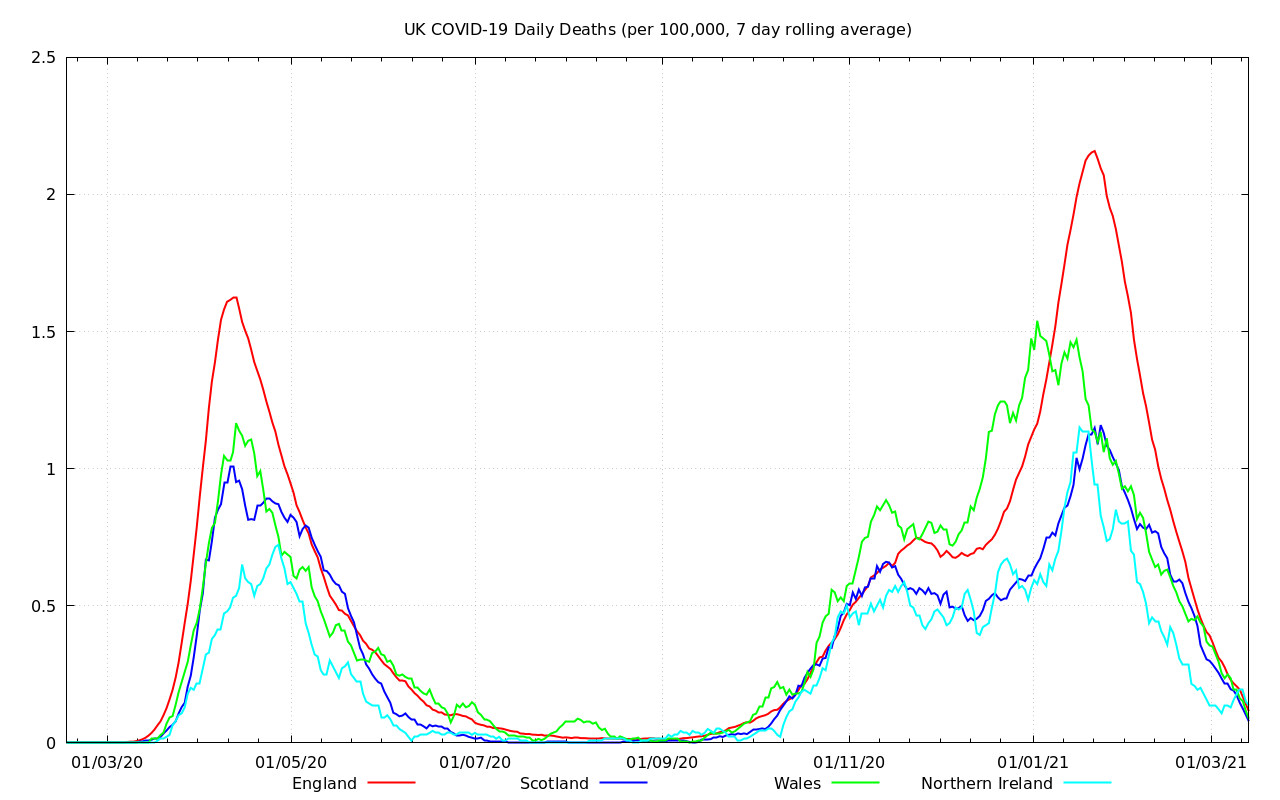 UK COVID-19 Daily Deaths (per 100,000, 7 day rolling average)
2.5
2
1.5
1
0.5
0
01/03/20 01/05/20 01/07/20 01/09/20 01/11/20 01/01/21 01/03/21
England Scotland Wales Northern Ireland